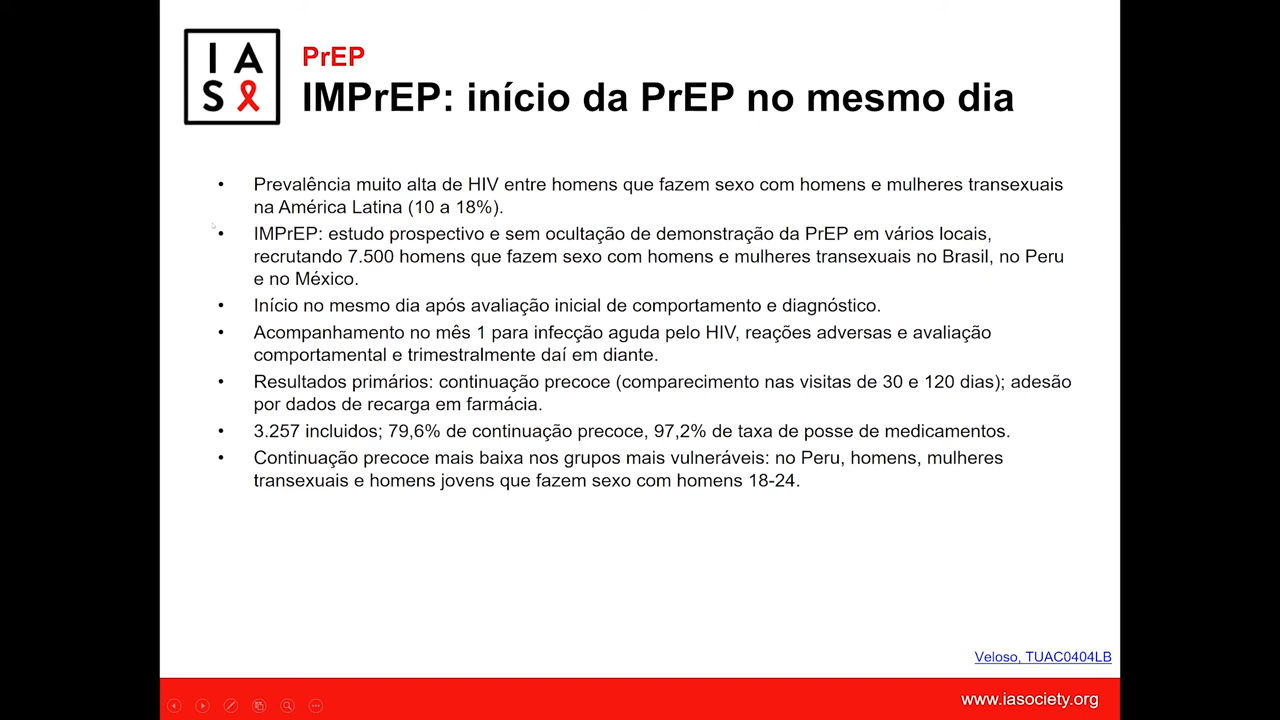 I A
S
PrEP
IMPrEP: início da PrEP no mesmo dia
• Prevalência muito alta de HIV entre homens que fazem sexo com homens e mulheres transexuais
na América Latina (10 a 18%).
• IMPrEP: estudo prospectivo e sem ocultação de demonstração da PrEP em vários locais,
recrutando 7.500 homens que fazem sexo com homens e mulheres transexuais no Brasil, no Peru
e no México.
• Início no mesmo dia após avaliação inicial de comportamento e diagnóstico.
• Acompanhamento no mês 1 para infecção aguda pelo HIV, reações adversas e avaliação
comportamental e trimestralmente daí em diante.
• Resultados primários: continuação precoce (comparecimento nas visitas de 30 e 120 dias); adesão
por dados de recarga em farmácia.
• 3.257 incluidos; 79,6% de continuação precoce, 97,2% de taxa de posse de medicamentos.
• Continuação precoce mais baixa nos grupos mais vulneráveis: no Peru, homens, mulheres
transexuais e homens jovens que fazem sexo com homens 18-24.
Veloso, TUAC0404LB
www.iasociety.org